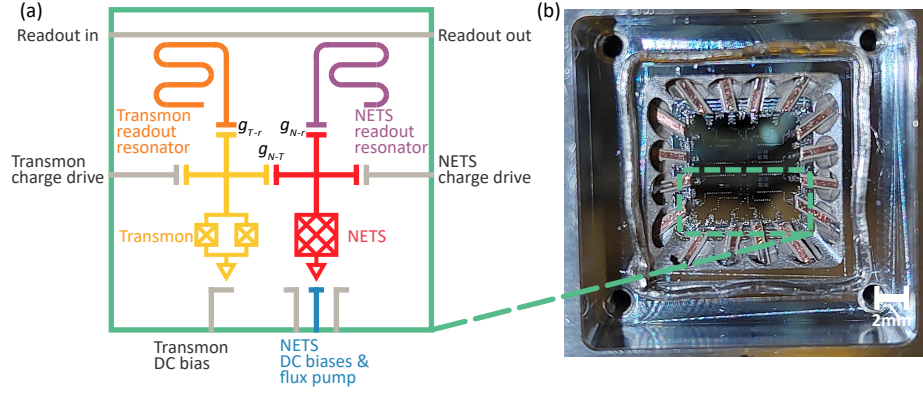 (a)
(b)
Readout in
Readout out
Transmon
readout
resonator
NETS
readout
resonator
g_{T-r}
g_{N-r}
g_{N-T}
Transmon
charge drive
NETS
charge drive
Transmon
NETS
Transmon
DC bias
NETS
DC biases &
flux pump
2mm